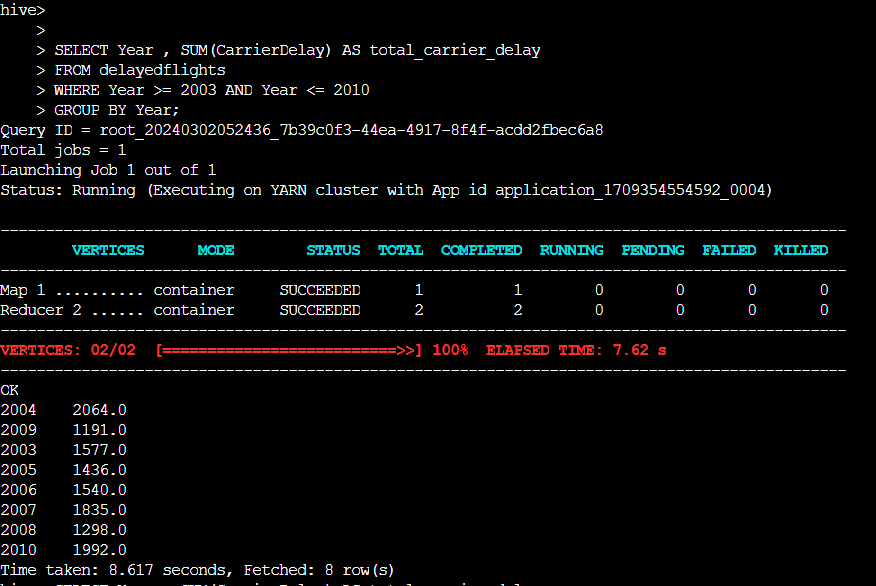 hive>
    >
    > SELECT Year , SUM(CarrierDelay) AS total_carrier_delay
    > FROM delayedflights
    > WHERE Year >= 2003 AND Year <= 2010
    > GROUP BY Year;
Query ID = root_20240302052436_7b39c0f3-44ea-4917-8f4f-acdd2fbec6a8
Total jobs = 1
Launching Job 1 out of 1
Status: Running (Executing on YARN cluster with App id application_1709354554592_0004)
----------------------------------------------------------------------------------------------
        VERTICES      MODE        STATUS  TOTAL  COMPLETED  RUNNING  PENDING  FAILED  KILLED
----------------------------------------------------------------------------------------------
Map 1 .......... container     SUCCEEDED      1          1        0        0       0       0
Reducer 2 ...... container     SUCCEEDED      2          2        0        0       0       0
----------------------------------------------------------------------------------------------
VERTICES: 02/02  [==========================>>] 100%  ELAPSED TIME: 7.62 s
----------------------------------------------------------------------------------------------
OK
2004    2064.0
2009    1191.0
2003    1577.0
2005    1436.0
2006    1540.0
2007    1835.0
2008    1298.0
2010    1992.0
Time taken: 8.617 seconds, Fetched: 8 row(s)